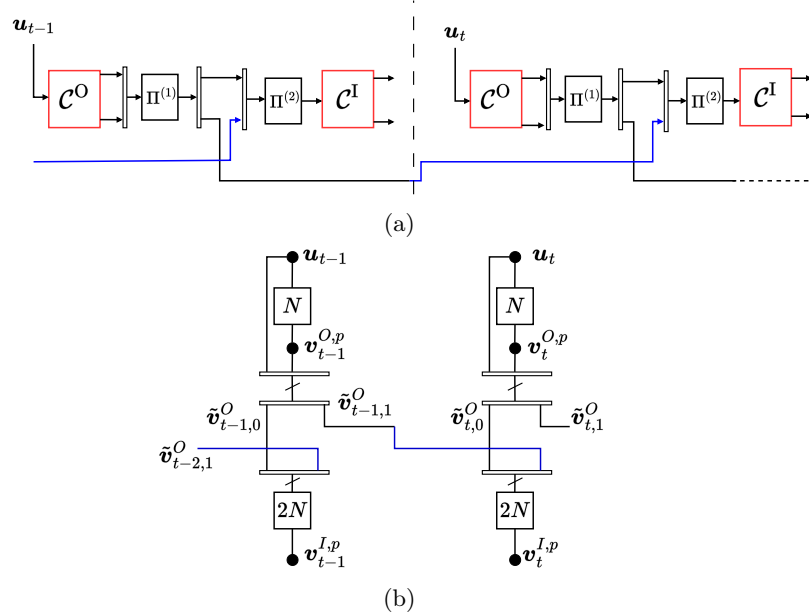 𝒖_{t−1}
𝒖_t
𝒞^O Π^{(1)} Π^{(2)} 𝒞^I
𝒞^O Π^{(1)} Π^{(2)} 𝒞^I
(a)
𝒖_{t−1} 𝒖_t
N N
𝒗_{t−1}^{O,p} 𝒗_t^{O,p}
ṽ_{t−1,0}^O ṽ_{t−1,1}^O ṽ_{t,0}^O ṽ_{t,1}^O
ṽ_{t−2,1}^O
2N 2N
𝒗_{t−1}^{I,p} 𝒗_t^{I,p}
(b)